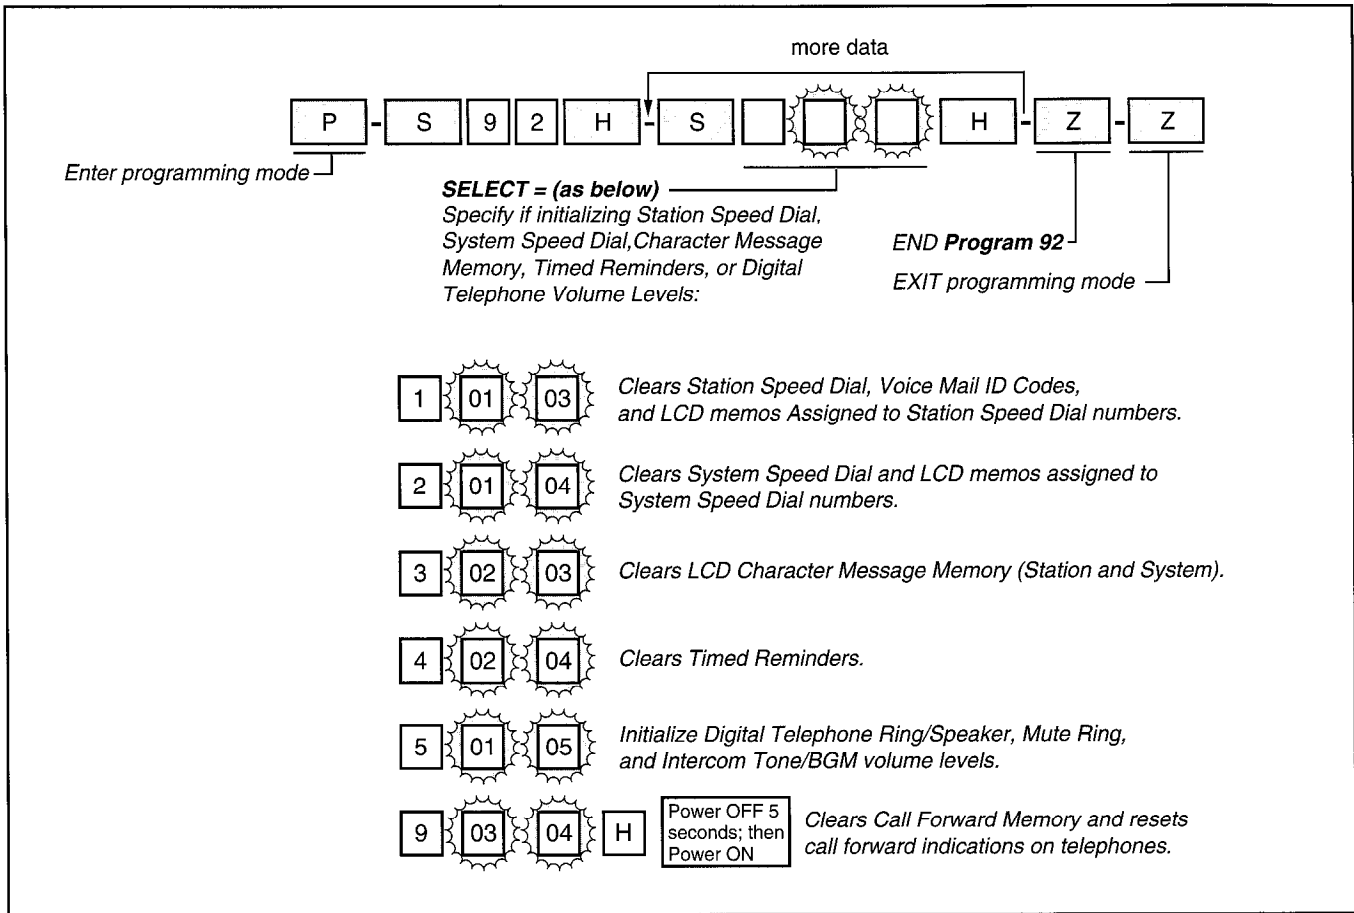 more data
P - S 9 2 H - S H - Z - Z
Enter programming mode
SELECT = (as below)
Specify if initializing Station Speed Dial,
System Speed Dial,Character Message
Memory, Timed Reminders, or Digital
Telephone Volume Levels:
END Program 92
EXIT programming mode
1 01 03 Clears Station Speed Dial, Voice Mail ID Codes,
and LCD memos Assigned to Station Speed Dial numbers.
2 01 04 Clears System Speed Dial and LCD memos assigned to
System Speed Dial numbers.
3 02 03 Clears LCD Character Message Memory (Station and System).
4 02 04 Clears Timed Reminders.
5 01 05 Initialize Digital Telephone Ring/Speaker, Mute Ring,
and Intercom Tone/BGM volume levels.
9 03 04 H
Power OFF 5
seconds; then
Power ON
Clears Call Forward Memory and resets
call forward indications on telephones.